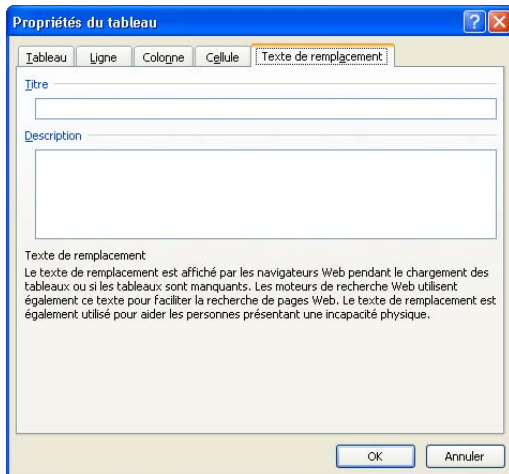 Propriétés du tableau
Tableau Ligne Colonne Cellule Texte de remplacement
Titre
Description
Texte de remplacement
Le texte de remplacement est affiché par les navigateurs Web pendant le chargement des
tableaux ou si les tableaux sont manquants. Les moteurs de recherche Web utilisent
également ce texte pour faciliter la recherche de pages Web. Le texte de remplacement est
également utilisé pour aider les personnes présentant une incapacité physique.
OK Annuler